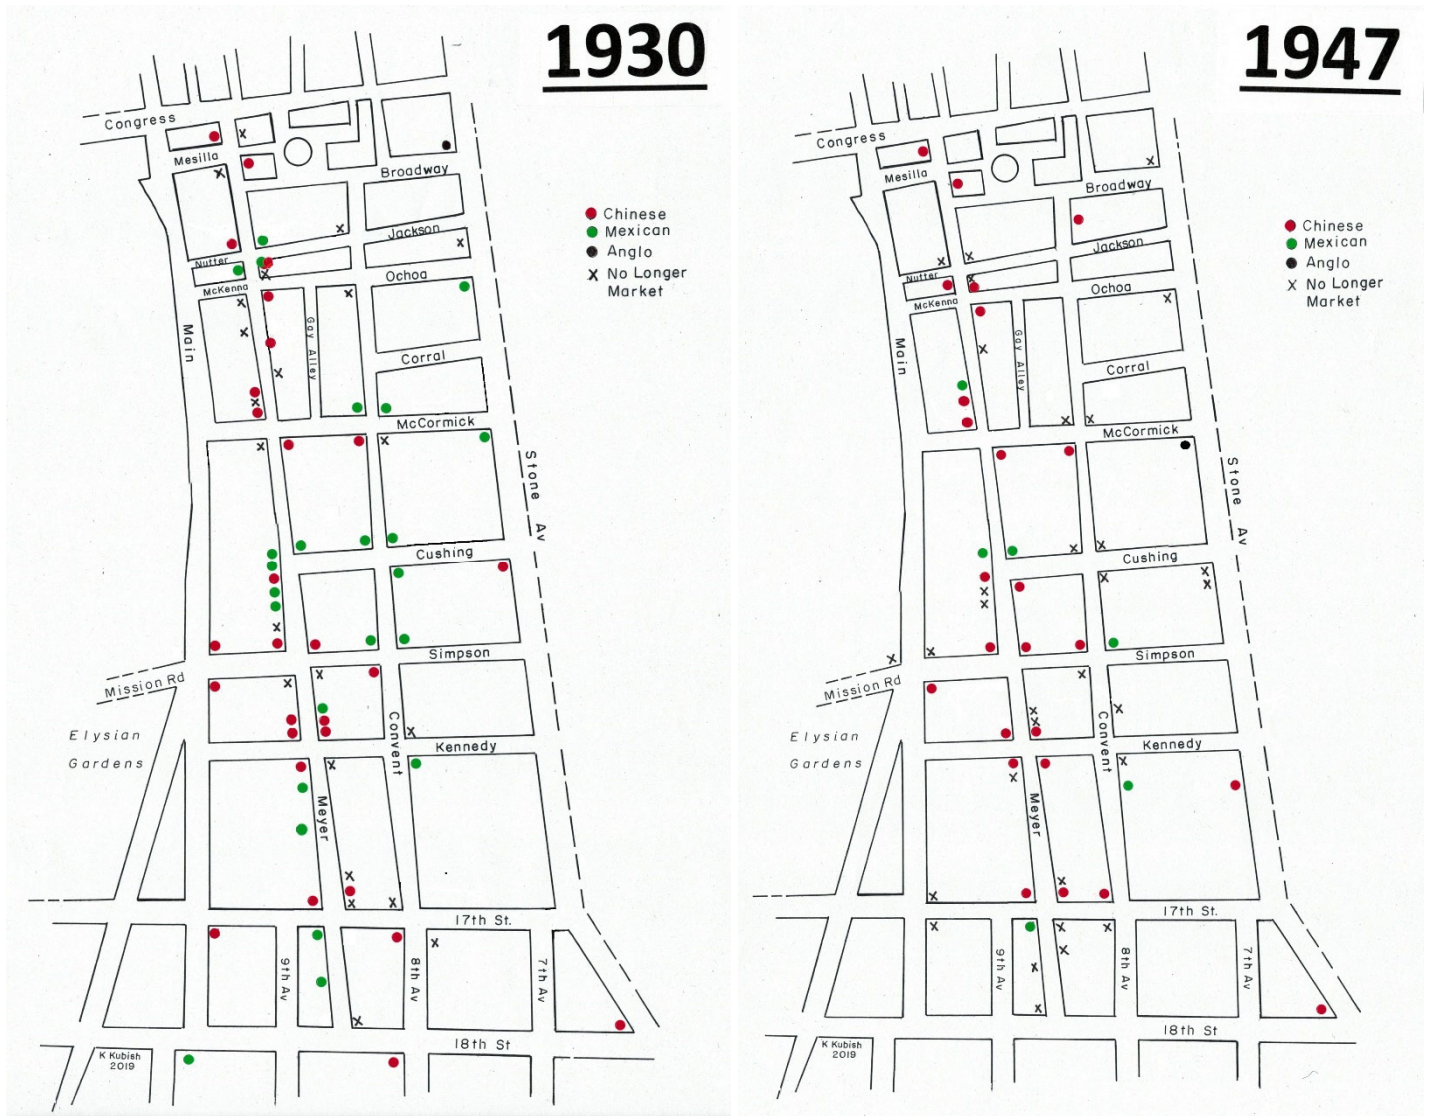 1930
Congress
Mesilla
Broadway
Jackson
Nutter
Ochoa
McKenna
Main
Gay Alley
Corral
McCormick
Stone Av
Cushing
Simpson
Mission Rd
Elysian
Gardens
Convent
Kennedy
Meyer
17th St.
9th Av
8th Av
7th Av
18th St
K Kubish
2019
Chinese
Mexican
Anglo
x No Longer
Market
1947
Congress
Mesilla
Broadway
Jackson
Nutter
Ochoa
McKenna
Main
Gay Alley
Corral
McCormick
Stone Av
Cushing
Simpson
Mission Rd
Elysian
Gardens
Convent
Kennedy
Meyer
17th St.
9th Av
8th Av
7th Av
18th St
K Kubish
2019
Chinese
Mexican
Anglo
x No Longer
Market